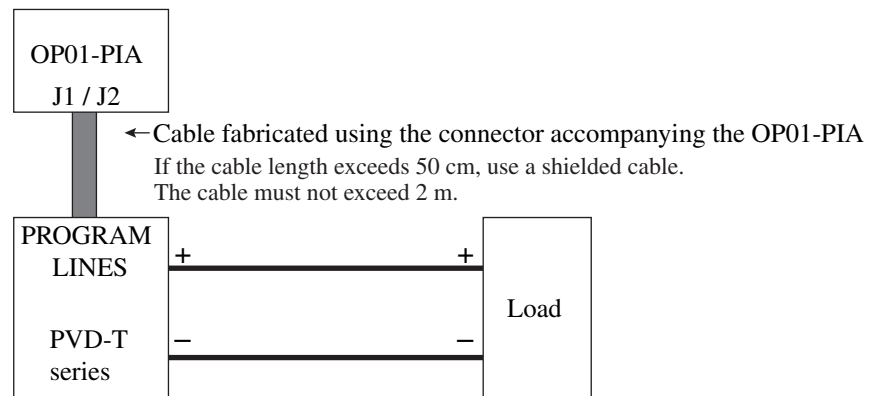 OP01-PIA
J1 / J2
←Cable fabricated using the connector accompanying the OP01-PIA
If the cable length exceeds 50 cm, use a shielded cable.
The cable must not exceed 2 m.
PROGRAM
LINES
+
+
Load
PVD-T
series
−
−